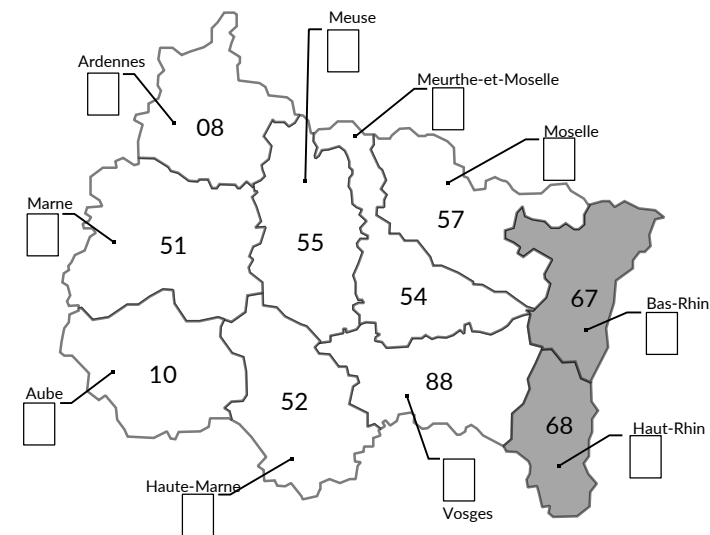 Meuse
Ardennes
Meurthe-et-Moselle
08
Moselle
Marne
57
51
55
54
67
Bas-Rhin
10
88
Aube
52
68
Haut-Rhin
Haute-Marne
Vosges